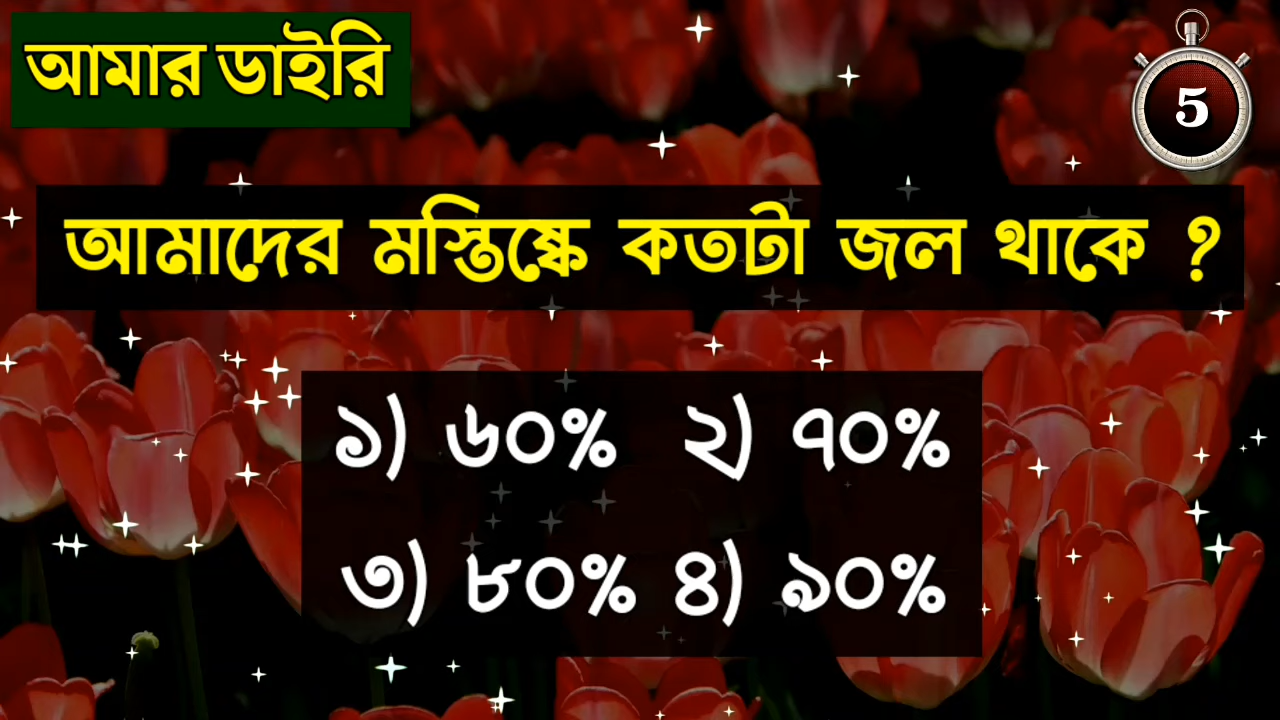 আমার ডাইরি
5
আমাদের মস্তিষ্কে কতটা জল থাকে ?
১) ৬০% ২) ৭০%
৩) ৮০% ৪) ৯০%